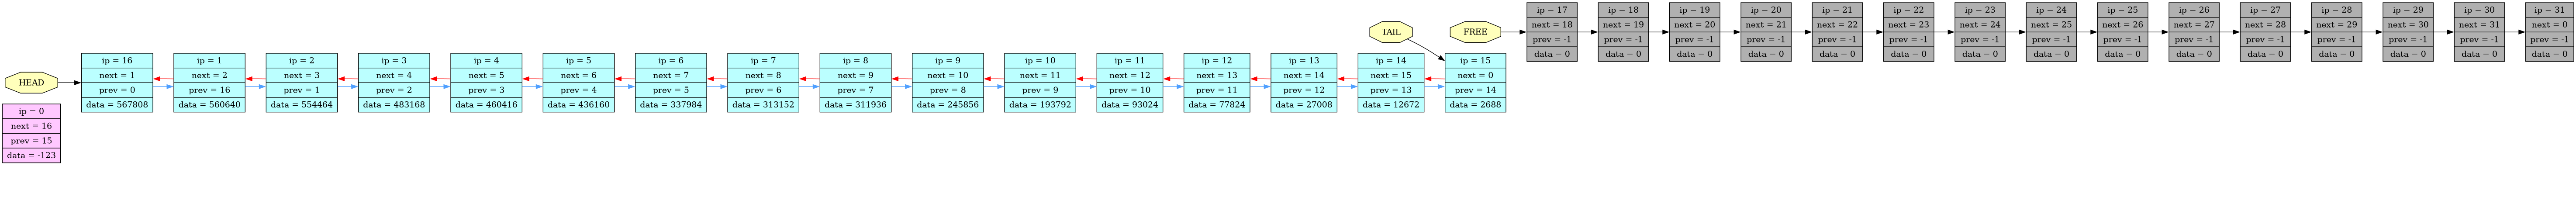 HEAD
ip = 0
next = 16
prev = 15
data = -123
ip = 16
next = 1
prev = 0
data = 567808
ip = 1
next = 2
prev = 16
data = 560640
ip = 2
next = 3
prev = 1
data = 554464
ip = 3
next = 4
prev = 2
data = 483168
ip = 4
next = 5
prev = 3
data = 460416
ip = 5
next = 6
prev = 4
data = 436160
ip = 6
next = 7
prev = 5
data = 337984
ip = 7
next = 8
prev = 6
data = 313152
ip = 8
next = 9
prev = 7
data = 311936
ip = 9
next = 10
prev = 8
data = 245856
ip = 10
next = 11
prev = 9
data = 193792
ip = 11
next = 12
prev = 10
data = 93024
ip = 12
next = 13
prev = 11
data = 77824
ip = 13
next = 14
prev = 12
data = 27008
ip = 14
next = 15
prev = 13
data = 12672
TAIL
ip = 15
next = 0
prev = 14
data = 2688
FREE
ip = 17
next = 18
prev = -1
data = 0
ip = 18
next = 19
prev = -1
data = 0
ip = 19
next = 20
prev = -1
data = 0
ip = 20
next = 21
prev = -1
data = 0
ip = 21
next = 22
prev = -1
data = 0
ip = 22
next = 23
prev = -1
data = 0
ip = 23
next = 24
prev = -1
data = 0
ip = 24
next = 25
prev = -1
data = 0
ip = 25
next = 26
prev = -1
data = 0
ip = 26
next = 27
prev = -1
data = 0
ip = 27
next = 28
prev = -1
data = 0
ip = 28
next = 29
prev = -1
data = 0
ip = 29
next = 30
prev = -1
data = 0
ip = 30
next = 31
prev = -1
data = 0
ip = 31
next = 0
prev = -1
data = 0